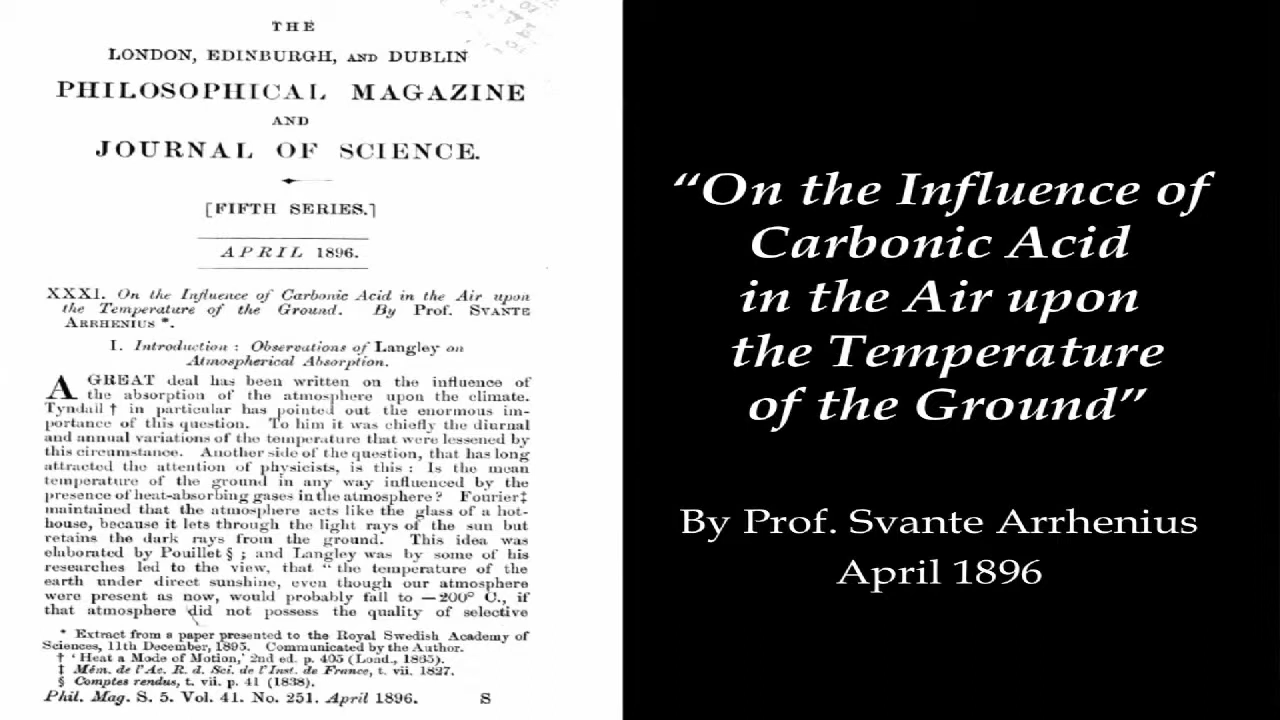 THE
LONDON, EDINBURGH, AND DUBLIN
PHILOSOPHICAL MAGAZINE
AND
JOURNAL OF SCIENCE.
[FIFTH SERIES.]
APRIL 1896.
XXXI. On the Influence of Carbonic Acid in the Air upon
the Temperature of the Ground. By Prof. SVANTE
ARRHENIUS *.
I. Introduction : Observations of Langley on
Atmospherical Absorption.
A GREAT deal has been written on the influence of
the absorption of the atmosphere upon the climate.
Tyndall † in particular has pointed out the enormous im-
portance of this question. To him it was chiefly the diurnal
and annual variations of the temperature that were lessened by
this circumstance. Another side of the question, that has long
attracted the attention of physicists, is this : Is the mean
temperature of the ground in any way influenced by the
presence of heat-absorbing gases in the atmosphere ? Fourier‡
maintained that the atmosphere acts like the glass of a hot-
house, because it lets through the light rays of the sun but
retains the dark rays from the ground. This idea was
elaborated by Pouillet § ; and Langley was by some of his
researches led to the view, that “ the temperature of the
earth under direct sunshine, even though our atmosphere
were present as now, would probably fall to −200° C., if
that atmosphere did not possess the quality of selective
* Extract from a paper presented to the Royal Swedish Academy of
Sciences, 11th December, 1895. Communicated by the Author.
† ‘ Heat a Mode of Motion,’ 2nd ed. p. 405 (Lond., 1865).
‡ Mém. de l’Ac. R. d. Sci. de l’Inst. de France, t. vii. 1827.
§ Comptes rendus, t. vii. p. 41 (1838).
Phil. Mag. S. 5. Vol. 41. No. 251. April 1896. S
“On the Influence of
Carbonic Acid
in the Air upon
the Temperature
of the Ground”
By Prof. Svante Arrhenius
April 1896